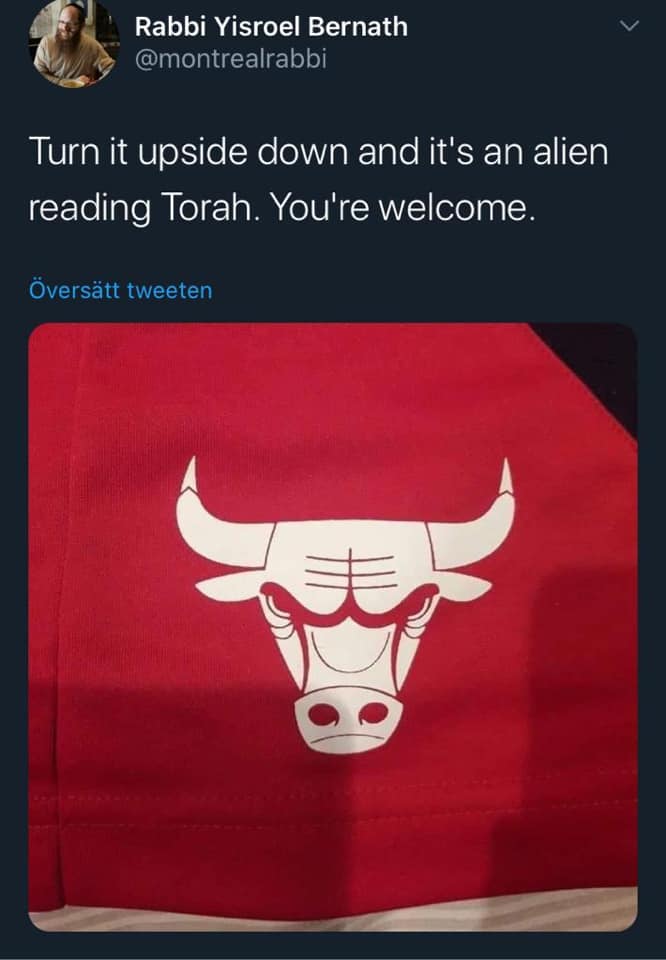 Rabbi Yisroel Bernath
@montrealrabbi
Turn it upside down and it's an alien
reading Torah. You're welcome.
Översätt tweeten